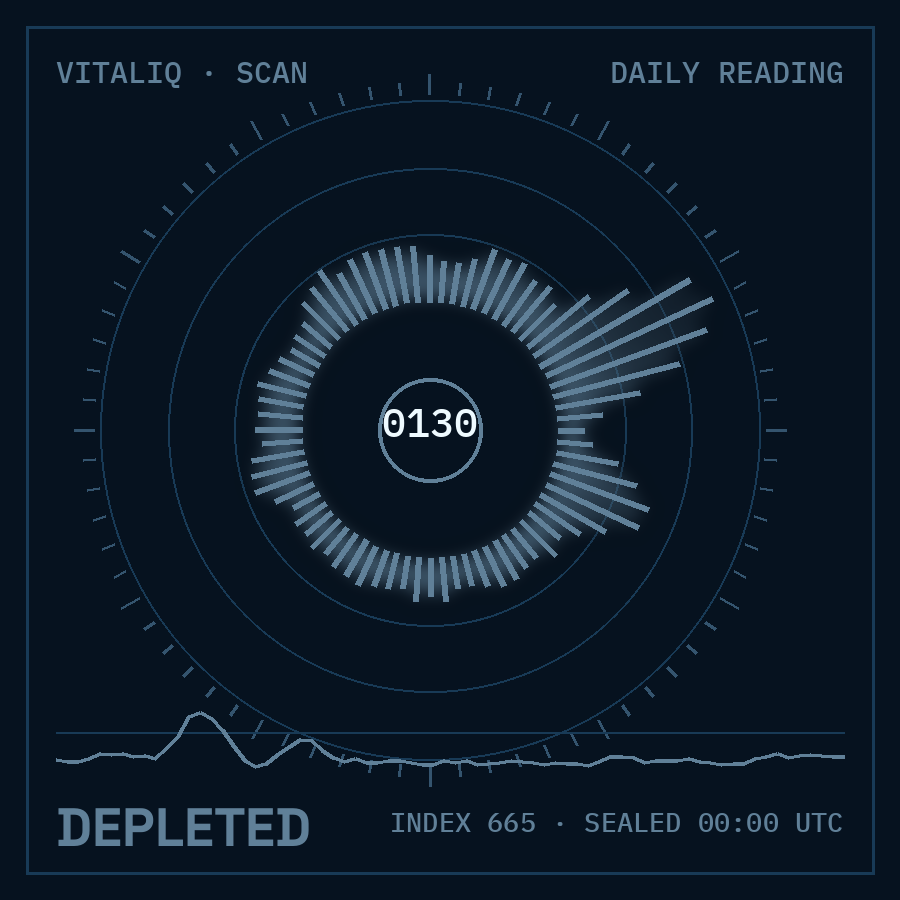 VITALIQ · SCAN
DAILY READING
0130
DEPLETED
INDEX 665 · SEALED 00:00 UTC